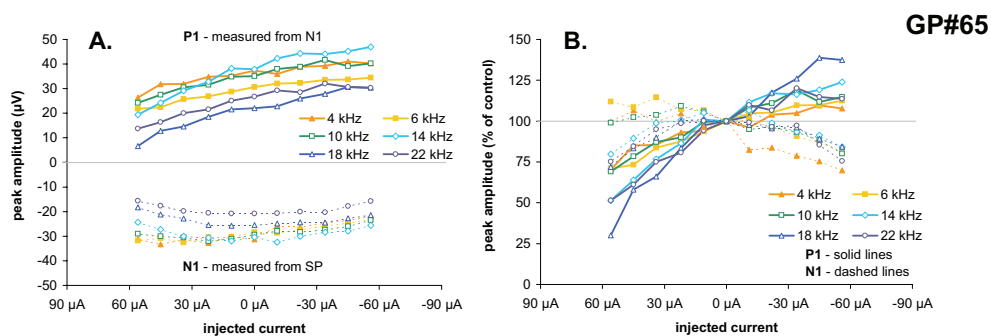 GP#65
A.
P1 - measured from N1
peak amplitude (µV)
50
40
30
20
10
0
-10
-20
-30
-40
-50
4 kHz
6 kHz
10 kHz
14 kHz
18 kHz
22 kHz
N1 - measured from SP
90 µA
60 µA
30 µA
0 µA
-30 µA
-60 µA
-90 µA
injected current
B.
peak amplitude (% of control)
150
125
100
75
50
25
0
4 kHz
6 kHz
10 kHz
14 kHz
18 kHz
22 kHz
P1 - solid lines
N1 - dashed lines
90 µA
60 µA
30 µA
0 µA
-30 µA
-60 µA
-90 µA
injected current